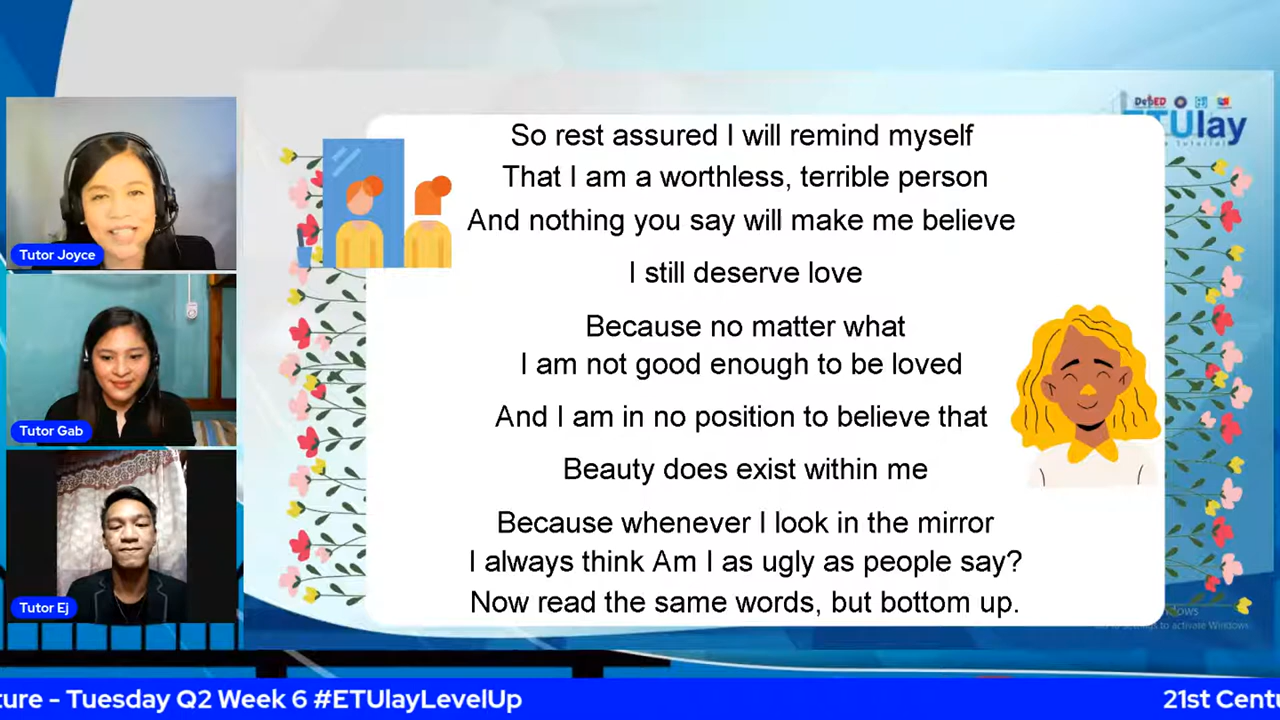 Tutor Joyce
Tutor Gab
Tutor Ej
DepED
ETUlay
So rest assured I will remind myself
That I am a worthless, terrible person
And nothing you say will make me believe
I still deserve love
Because no matter what
I am not good enough to be loved
And I am in no position to believe that
Beauty does exist within me
Because whenever I look in the mirror
I always think Am I as ugly as people say?
Now read the same words, but bottom up.
to activate Windows.
ture - Tuesday Q2 Week 6 #ETUlayLevelUp
21st Centu